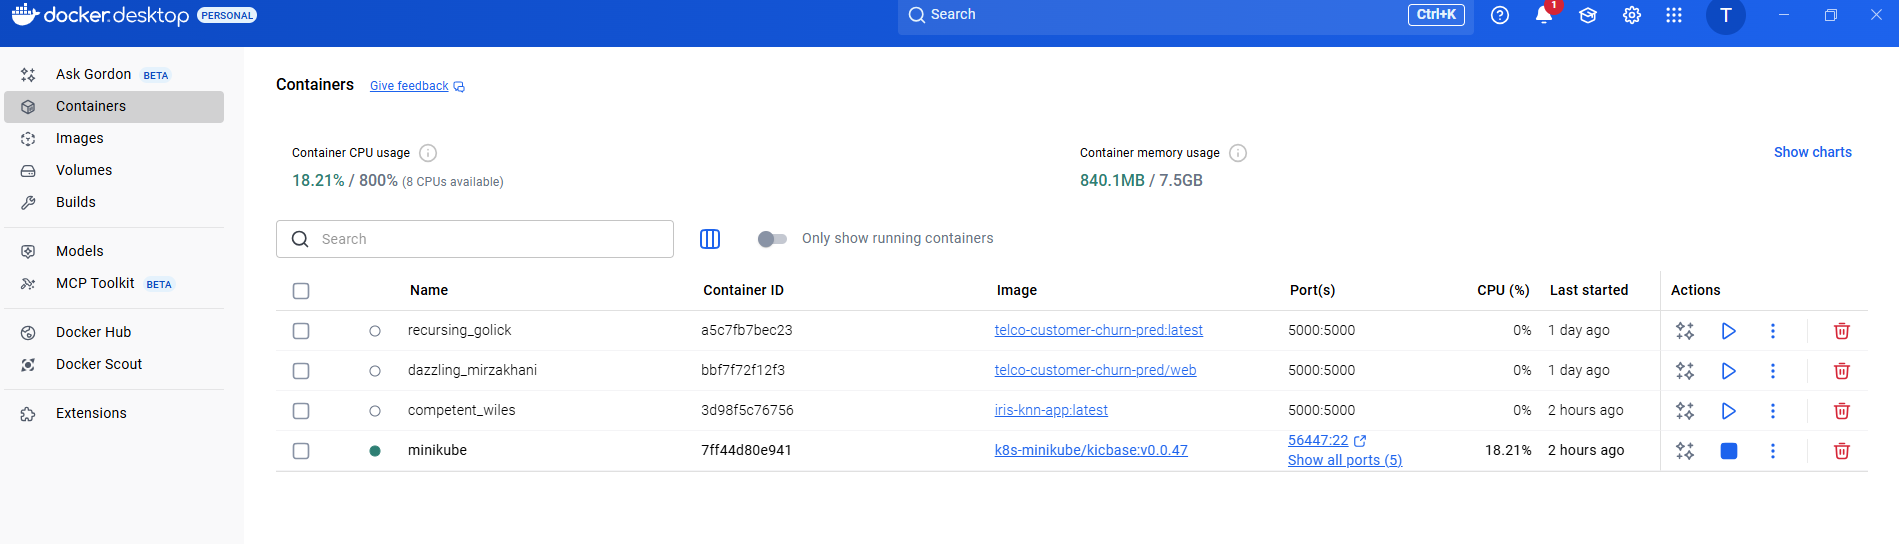 docker.desktop PERSONAL
Search Ctrl+K 1 T
Ask Gordon BETA
Containers
Images
Volumes
Builds
Models
MCP Toolkit BETA
Docker Hub
Docker Scout
Extensions
Containers Give feedback
Container CPU usage
18.21% / 800% (8 CPUs available)
Container memory usage
840.1MB / 7.5GB
Show charts
Search
Only show running containers
Name Container ID Image Port(s) CPU (%) Last started Actions
recursing_golick a5c7fb7bec23 telco-customer-churn-pred:latest 5000:5000 0% 1 day ago
dazzling_mirzakhani bbf7f72f12f3 telco-customer-churn-pred/web 5000:5000 0% 1 day ago
competent_wiles 3d98f5c76756 iris-knn-app:latest 5000:5000 0% 2 hours ago
minikube 7ff44d80e941 k8s-minikube/kicbase:v0.0.47 56447:22 18.21% 2 hours ago
Show all ports (5)